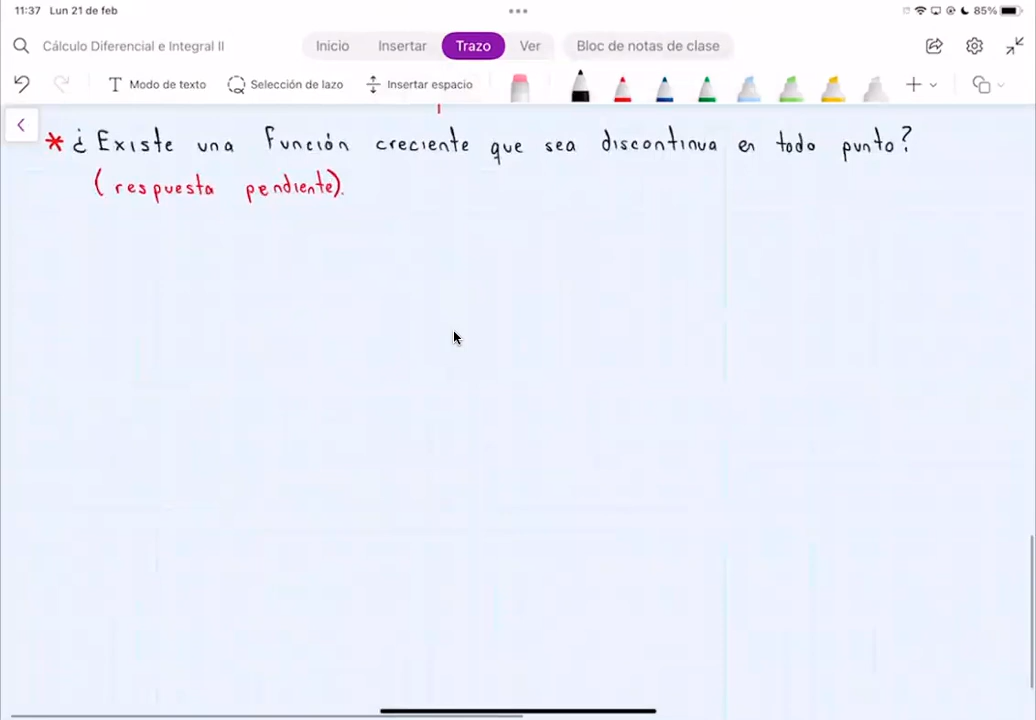 11:37 Lun 21 de feb
85%
Cálculo Diferencial e Integral II
Inicio Insertar Trazo Ver Bloc de notas de clase
Modo de texto Selección de lazo Insertar espacio
* ¿Existe una función creciente que sea discontinua en todo punto?
(respuesta pendiente).